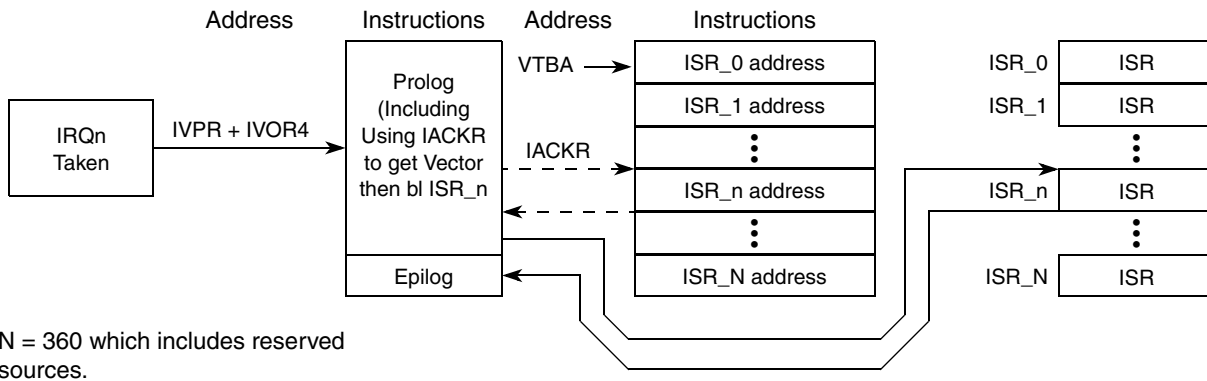 Address Instructions Address Instructions
IRQn
Taken
IVPR + IVOR4
Prolog
(Including
Using IACKR
to get Vector
then bl ISR_n
Epilog
VTBA
IACKR
ISR_0 address
ISR_1 address
ISR_n address
ISR_N address
ISR_0 ISR
ISR_1 ISR
ISR_n ISR
ISR_N ISR
N = 360 which includes reserved
sources.